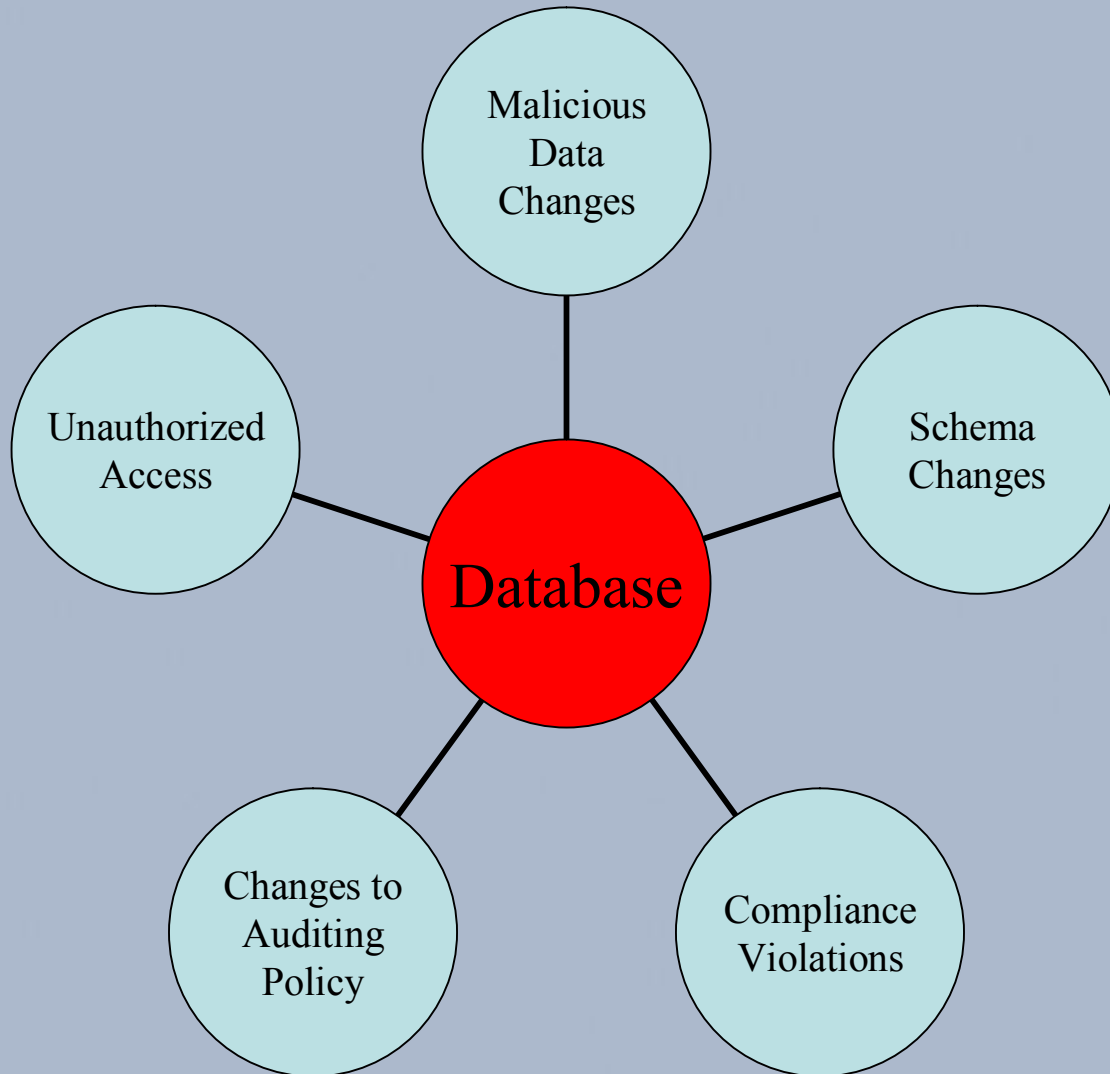 Malicious
Data
Changes
Unauthorized
Access
Schema
Changes
Database
Changes to
Auditing
Policy
Compliance
Violations